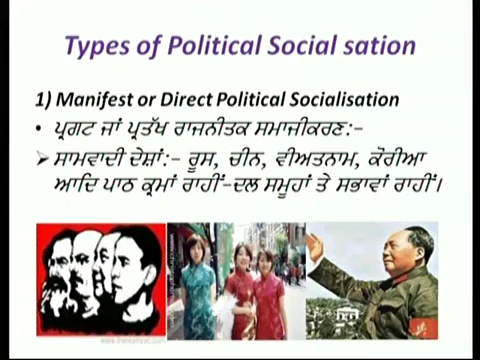 Types of Political Social sation
1) Manifest or Direct Political Socialisation
• ਪ੍ਰਗਟ ਜਾਂ ਪ੍ਰਤੱਖ ਰਾਜਨੀਤਕ ਸਮਾਜੀਕਰਣ:-
➢ ਸਾਮਵਾਦੀ ਦੇਸ਼ਾਂ:- ਰੂਸ, ਚੀਨ, ਵੀਅਤਨਾਮ, ਕੋਰੀਆ
ਆਦਿ ਪਾਠ ਕ੍ਰਮਾਂ ਰਾਹੀਂ-ਦਲ ਸਮੂਹਾਂ ਤੇ ਸਭਾਵਾਂ ਰਾਹੀਂ।